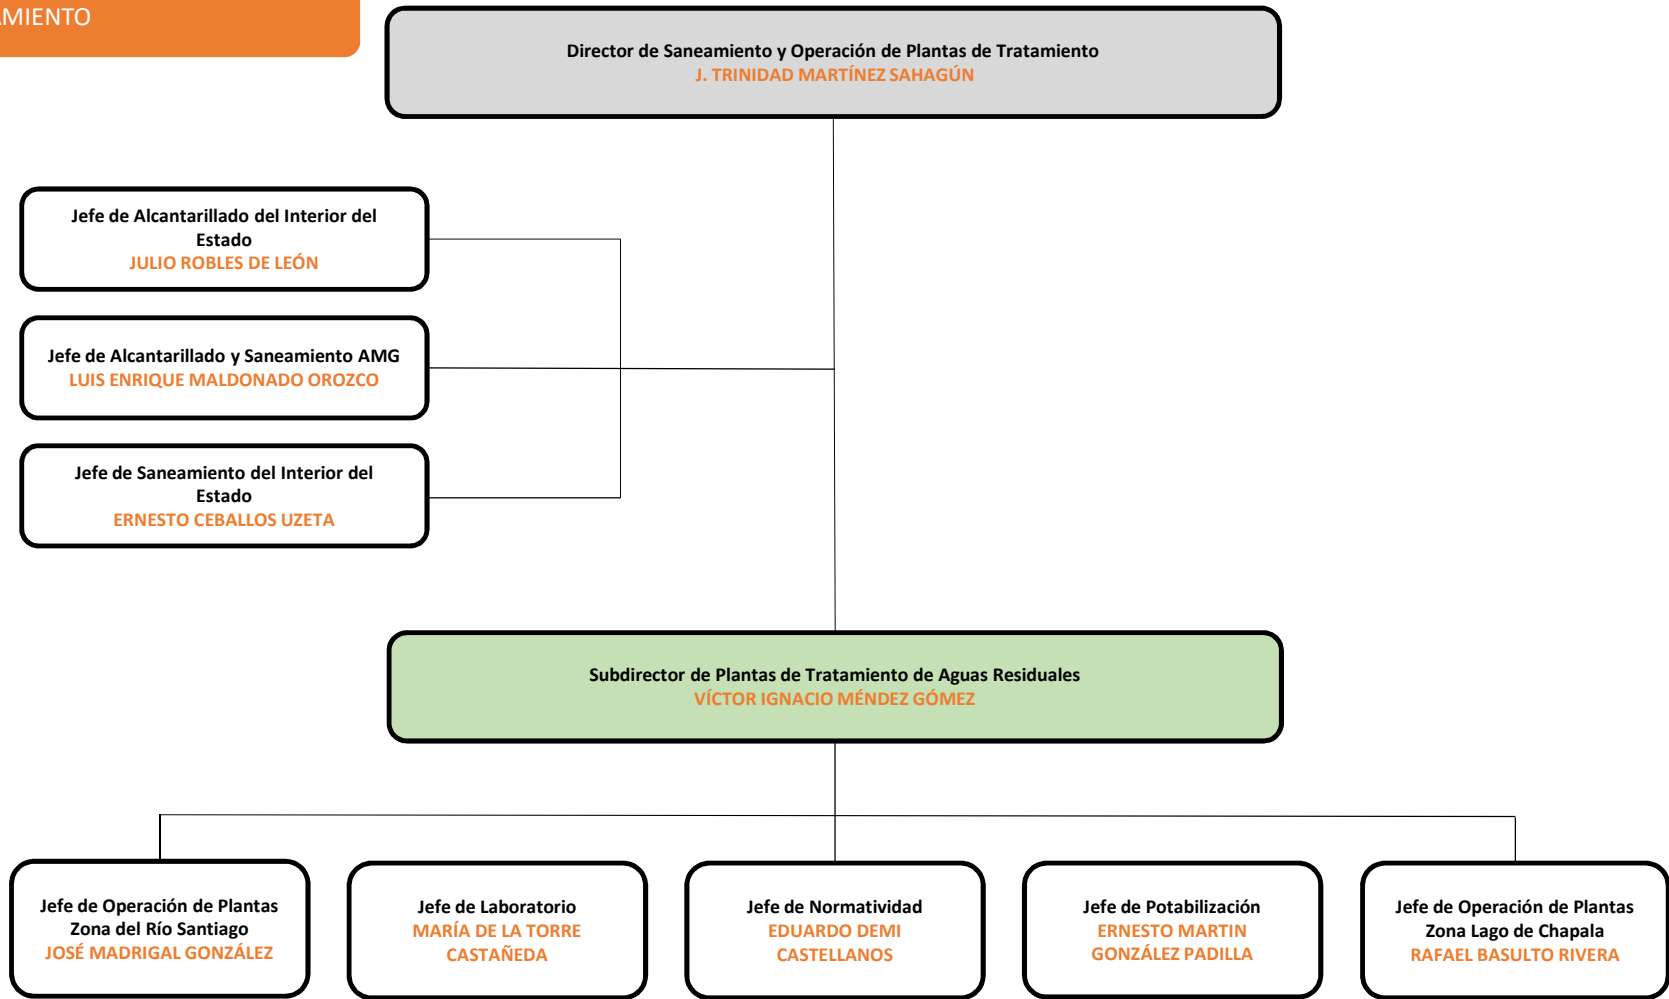 Director de Saneamiento y Operación de Plantas de Tratamiento
J. TRINIDAD MARTÍNEZ SAHAGÚN
Jefe de Alcantarillado del Interior del
Estado
JULIO ROBLES DE LEÓN
Jefe de Alcantarillado y Saneamiento AMG
LUIS ENRIQUE MALDONADO OROZCO
Jefe de Saneamiento del Interior del
Estado
ERNESTO CEBALLOS UZETA
Subdirector de Plantas de Tratamiento de Aguas Residuales
VÍCTOR IGNACIO MÉNDEZ GÓMEZ
Jefe de Operación de Plantas
Zona del Río Santiago
JOSÉ MADRIGAL GONZÁLEZ
Jefe de Laboratorio
MARÍA DE LA TORRE
CASTAÑEDA
Jefe de Normatividad
EDUARDO DEMI
CASTELLANOS
Jefe de Potabilización
ERNESTO MARTIN
GONZÁLEZ PADILLA
Jefe de Operación de Plantas
Zona Lago de Chapala
RAFAEL BASULTO RIVERA